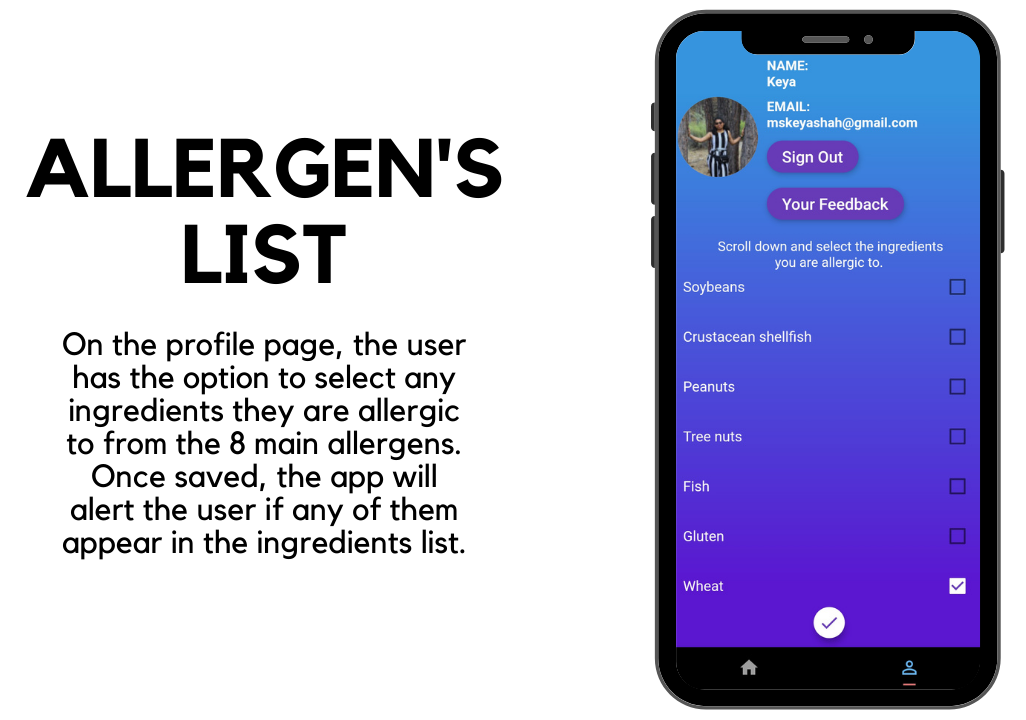 ALLERGEN'S
LIST
On the profile page, the user
has the option to select any
ingredients they are allergic
to from the 8 main allergens.
Once saved, the app will
alert the user if any of them
appear in the ingredients list.
NAME:
Keya
EMAIL:
mskeyashah@gmail.com
Sign Out
Your Feedback
Scroll down and select the ingredients
you are allergic to.
Soybeans
Crustacean shellfish
Peanuts
Tree nuts
Fish
Gluten
Wheat